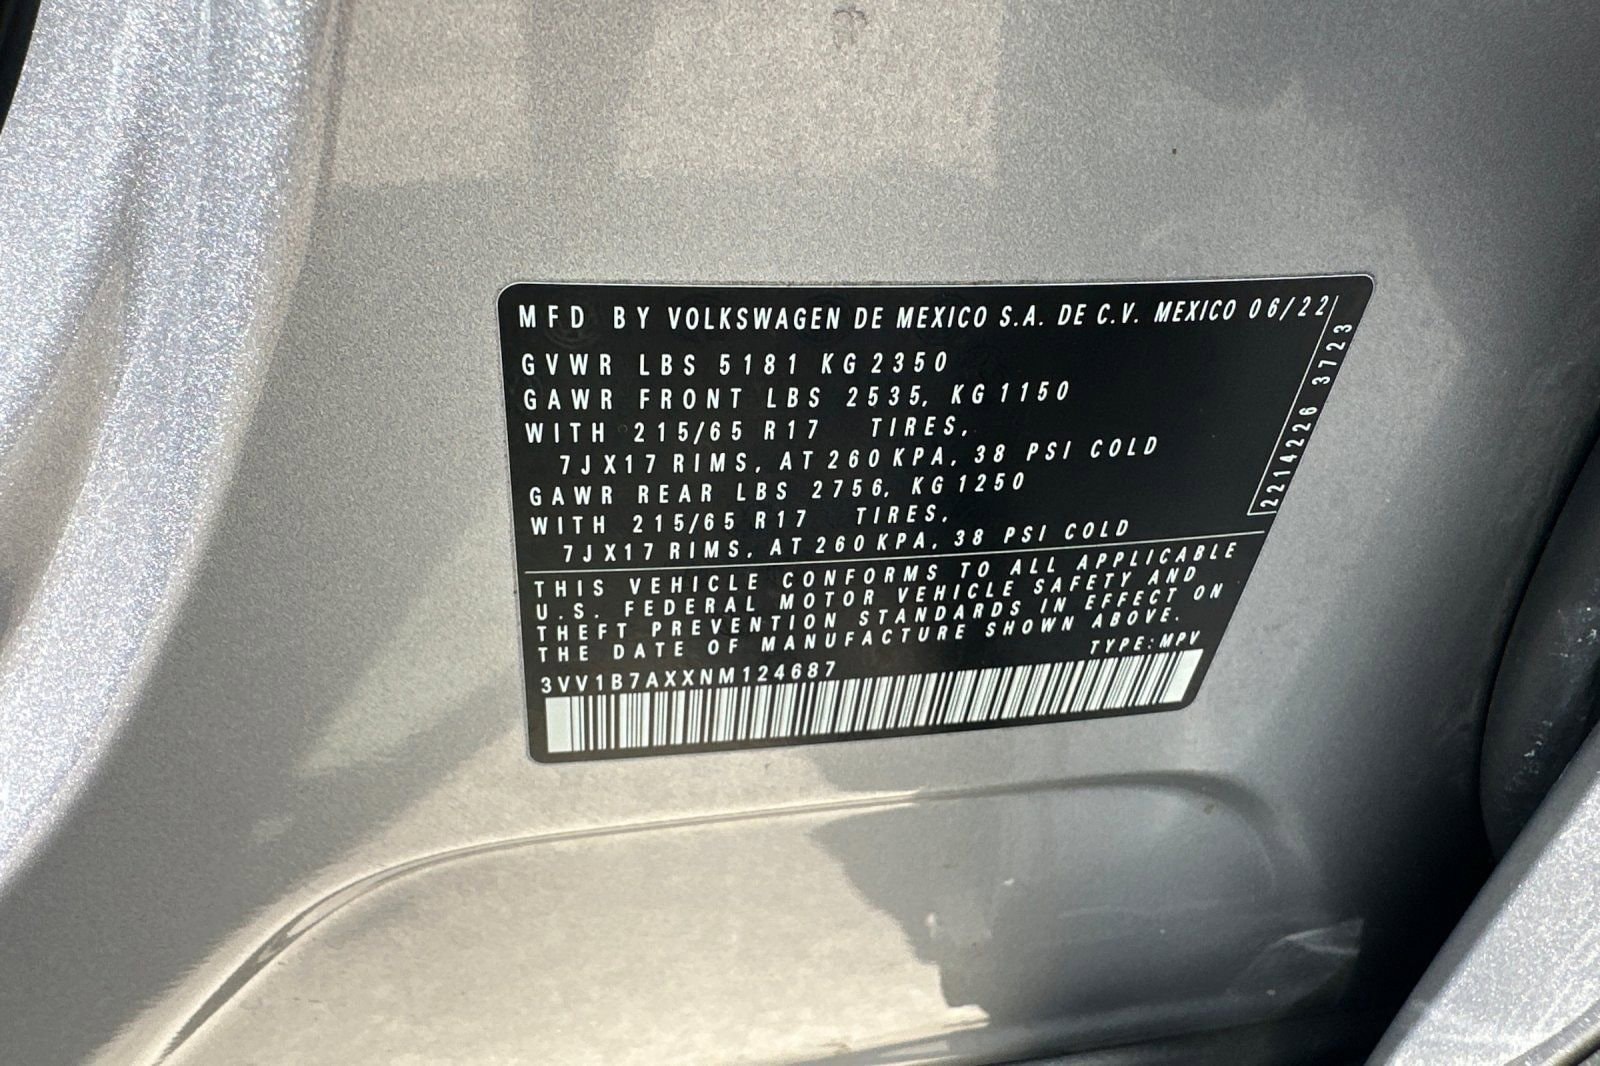 MFD BY VOLKSWAGEN DE MEXICO S.A. DE C.V. MEXICO 06/22
GVWR LBS 5181 KG 2350
GAWR FRONT LBS 2535, KG 1150
WITH 215/65 R17 TIRES,
7JX17 RIMS, AT 260 KPA, 38 PSI COLD
GAWR REAR LBS 2756, KG 1250
WITH 215/65 R17 TIRES,
7JX17 RIMS, AT 260 KPA, 38 PSI COLD
2214226 3723
THIS VEHICLE CONFORMS TO ALL APPLICABLE
U.S. FEDERAL MOTOR VEHICLE SAFETY AND
THEFT PREVENTION STANDARDS IN EFFECT ON
THE DATE OF MANUFACTURE SHOWN ABOVE.
TYPE: MPV
3VV1B7AXXNM124687